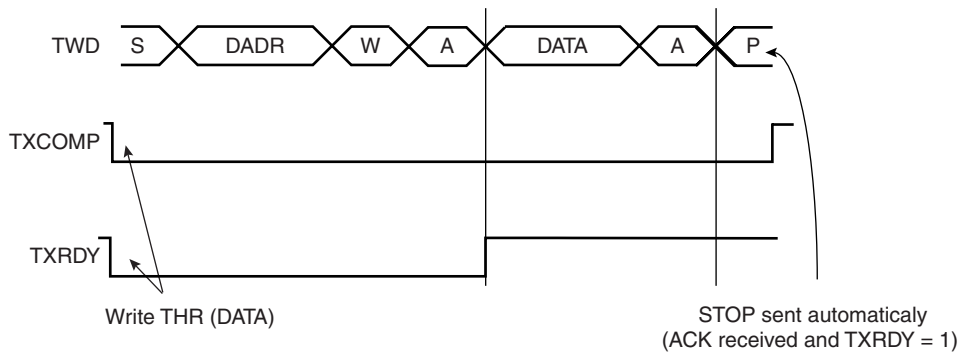 TWD S DADR W A DATA A P
TXCOMP
TXRDY
Write THR (DATA)
STOP sent automaticaly
(ACK received and TXRDY = 1)